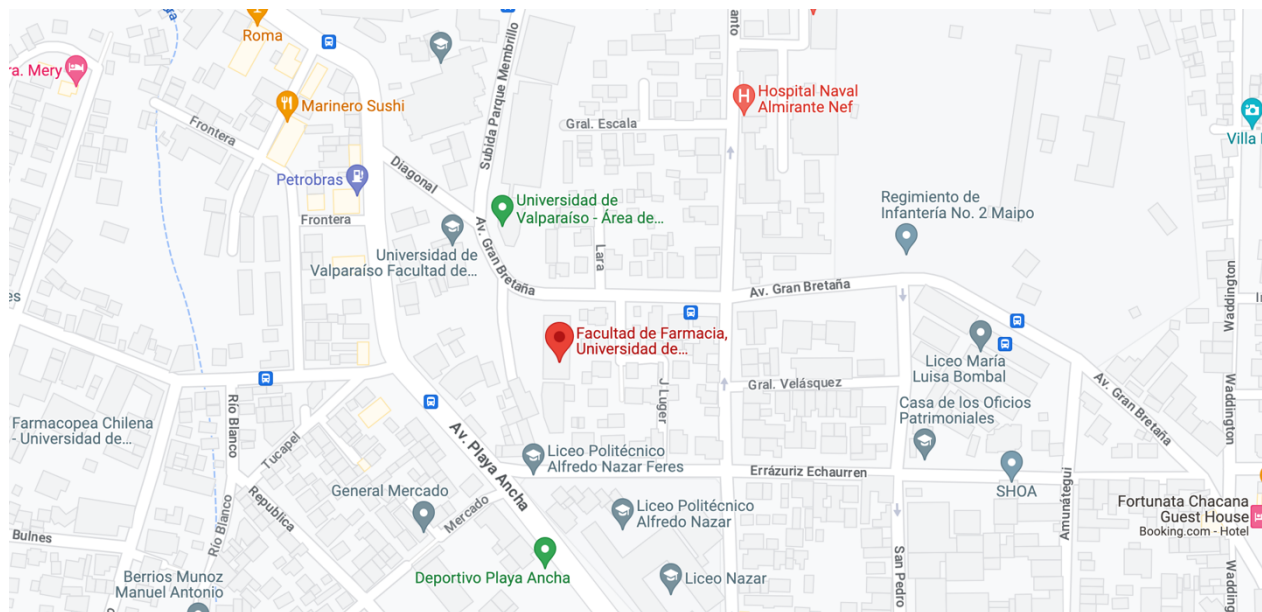 Roma
ra. Mery
Marinero Sushi
Frontera
Petrobras
Frontera
Diagonal
Subida Parque Membrillo
Gral. Escala
anto
H
Hospital Naval
Almirante Nef
Villa
Universidad de
Valparaíso - Área de...
Universidad de
Valparaíso Facultad de...
Av. Gran Bretaña
Lara
Regimiento de
Infantería No. 2 Maipo
Av. Gran Bretaña
Waddington
Facultad de Farmacia,
Universidad de...
Liceo María
Luisa Bombal
Gral. Velásquez
J Luger
Casa de los Oficios
Patrimoniales
Av. Gran Bretaña
Waddington
es
Farmacopea Chilena
- Universidad de...
Río Blanco
Tucapel
Av. Playa Ancha
Liceo Politécnico
Alfredo Nazar Feres
Errázuriz Echaurren
SHOA
General Mercado
Mercado
Republica
Liceo Politécnico
Alfredo Nazar
Amunátegui
Fortunata Chacana
Guest House
Booking.com - Hotel
Bulnes
Río Blanco
Berrios Munoz
Manuel Antonio
Deportivo Playa Ancha
Liceo Nazar
San Pedro
Wadding